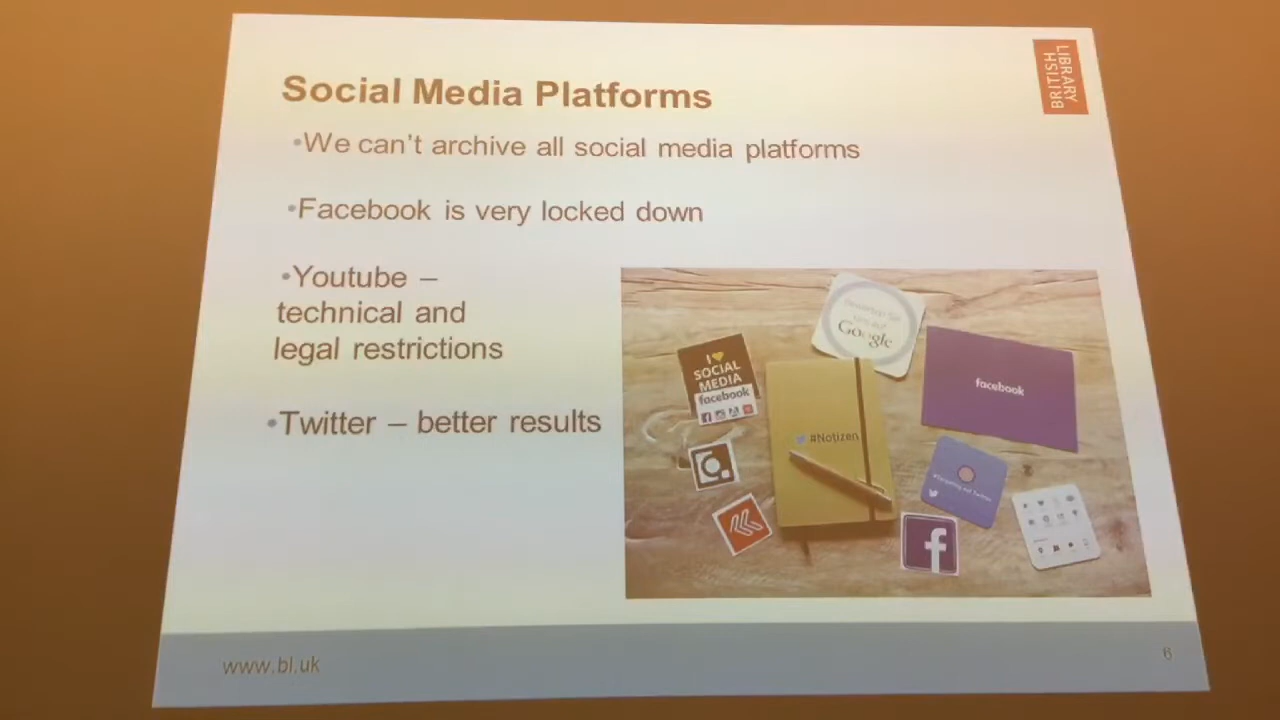 Social Media Platforms
LIBRARY
BRITISH
•We can't archive all social media platforms
•Facebook is very locked down
•Youtube –
technical and
legal restrictions
•Twitter – better results
Google
I
SOCIAL
MEDIA
facebook
facebook
#Notizen
www.bl.uk
6